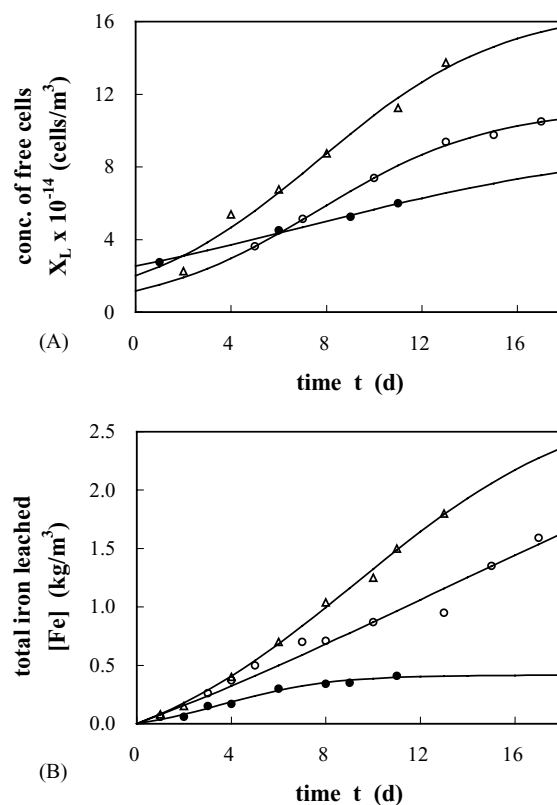 16
12
8
4
0
conc. of free cells
X_L x 10^-14 (cells/m^3)
(A)
0 4 8 12 16
time t (d)
2.5
2.0
1.5
1.0
0.5
0.0
total iron leached
[Fe] (kg/m^3)
(B)
0 4 8 12 16
time t (d)